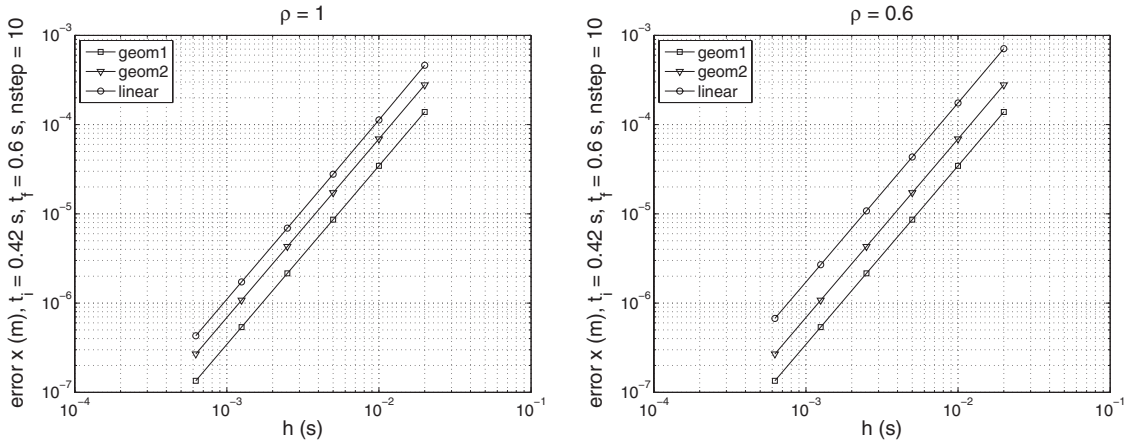 ρ = 1
error x (m), t_i = 0.42 s, t_f = 0.6 s, nstep = 10
10^-3
10^-4
10^-5
10^-6
10^-7
geom1
geom2
linear
10^-4
10^-3
10^-2
10^-1
h (s)
ρ = 0.6
error x (m), t_i = 0.42 s, t_f = 0.6 s, nstep = 10
10^-3
10^-4
10^-5
10^-6
10^-7
geom1
geom2
linear
10^-4
10^-3
10^-2
10^-1
h (s)